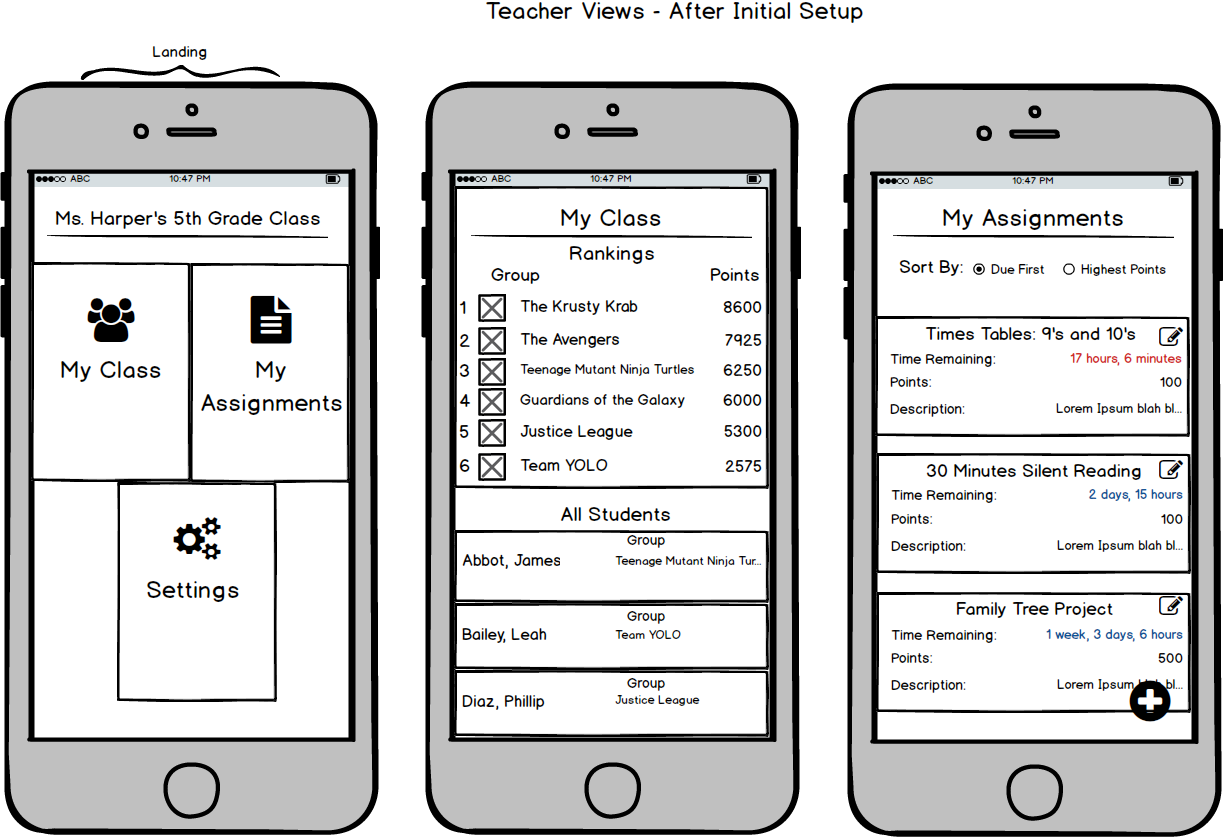 Teacher Views - After Initial Setup
Landing
ABC 10:47 PM
Ms. Harper's 5th Grade Class
My Class
My
Assignments
Settings
ABC 10:47 PM
My Class
Rankings
Group Points
1 The Krusty Krab 8600
2 The Avengers 7925
3 Teenage Mutant Ninja Turtles 6250
4 Guardians of the Galaxy 6000
5 Justice League 5300
6 Team YOLO 2575
All Students
Group
Abbot, James Teenage Mutant Ninja Tur...
Group
Bailey, Leah Team YOLO
Group
Diaz, Phillip Justice League
ABC 10:47 PM
My Assignments
Sort By: Due First Highest Points
Times Tables: 9's and 10's
Time Remaining: 17 hours, 6 minutes
Points: 100
Description: Lorem Ipsum blah bl...
30 Minutes Silent Reading
Time Remaining: 2 days, 15 hours
Points: 100
Description: Lorem Ipsum blah bl...
Family Tree Project
Time Remaining: 1 week, 3 days, 6 hours
Points: 500
Description: Lorem Ipsum blah bl...